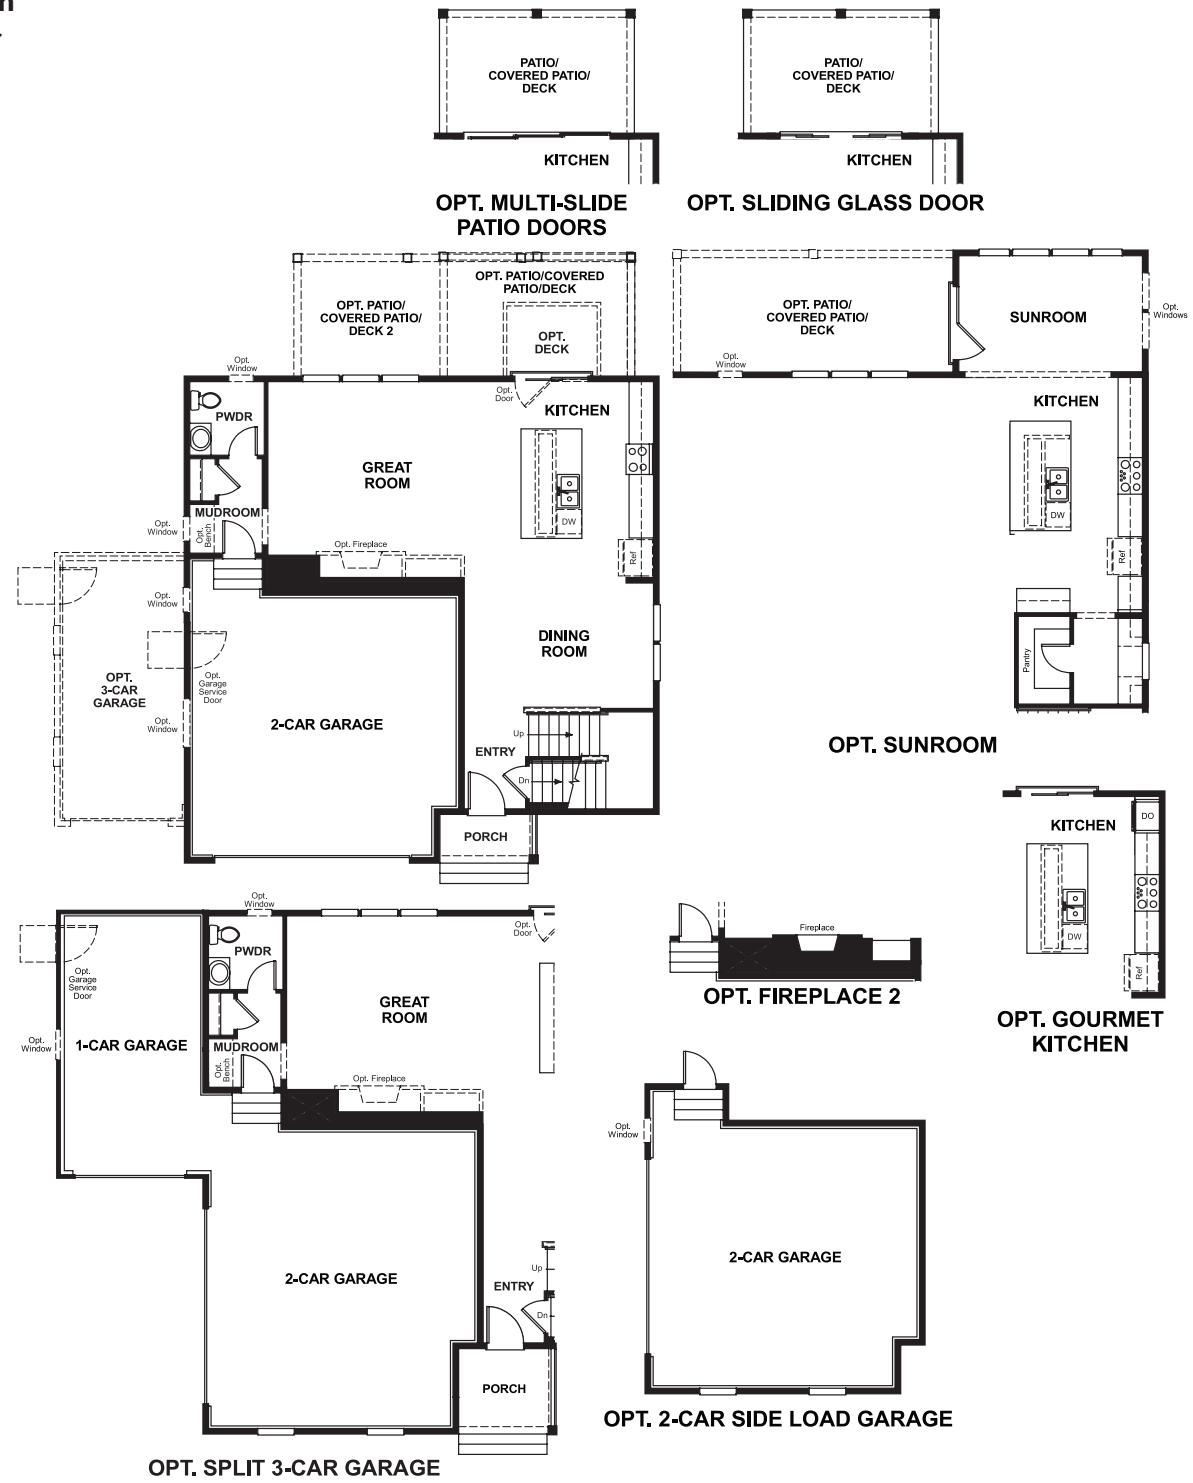 PATIO/
COVERED PATIO/
DECK
KITCHEN
OPT. MULTI-SLIDE
PATIO DOORS
PATIO/
COVERED PATIO/
DECK
KITCHEN
OPT. SLIDING GLASS DOOR
OPT. PATIO/
COVERED PATIO/
DECK 2
OPT. PATIO/COVERED
PATIO/DECK
OPT.
DECK
Opt.
Window
Opt.
Door
PWDR
KITCHEN
GREAT
ROOM
MUDROOM
Opt.
Bench
Opt.
Window
DW
Ref
Opt. Fireplace
Opt.
Window
DINING
ROOM
OPT.
3-CAR
GARAGE
Opt.
Garage
Service
Door
Opt.
Window
2-CAR GARAGE
Up
ENTRY
Dn
PORCH
OPT. PATIO/
COVERED PATIO/
DECK
SUNROOM
Opt.
Windows
Opt.
Window
KITCHEN
DW
Ref
Pantry
OPT. SUNROOM
KITCHEN
DO
DW
Ref
OPT. GOURMET
KITCHEN
Fireplace
OPT. FIREPLACE 2
Opt.
Window
Opt.
Door
PWDR
Opt.
Garage
Service
Door
GREAT
ROOM
Opt.
Window
1-CAR GARAGE
MUDROOM
Opt.
Bench
Opt. Fireplace
2-CAR GARAGE
Up
ENTRY
Dn
PORCH
OPT. SPLIT 3-CAR GARAGE
Opt.
Window
2-CAR GARAGE
OPT. 2-CAR SIDE LOAD GARAGE